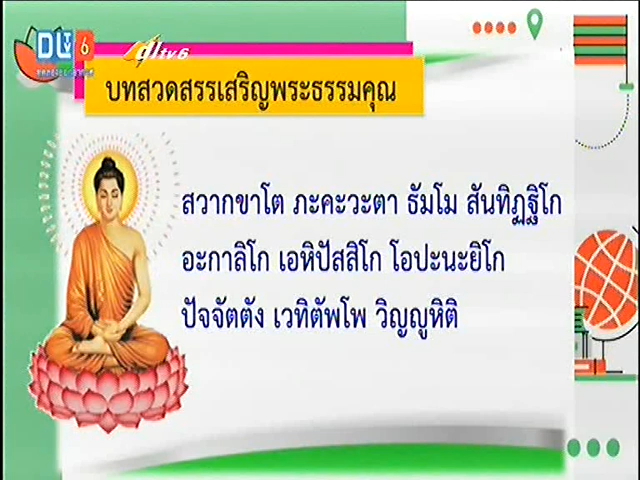 DLTV 6
dltv6
บทสวดสรรเสริญพระธรรมคุณ
สวากขาโต ภะคะวะตา ธัมโม สันทิฏฐิโก
อะกาลิโก เอหิปัสสิโก โอปะนะยิโก
ปัจจัตตัง เวทิตัพโพ วิญญูหิติ